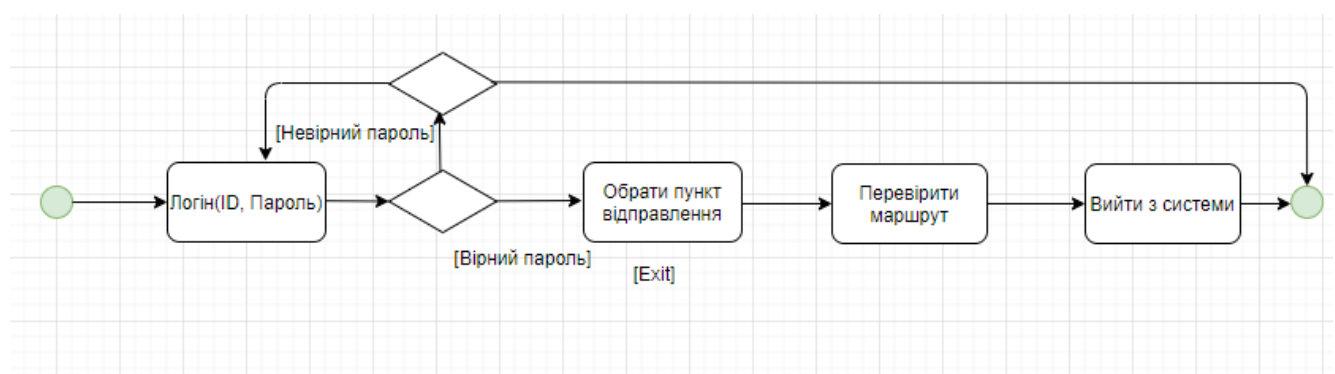 [Невірний пароль]
Логін(ID, Пароль)
Обрати пункт
відправлення
Перевірити
маршрут
Вийти з системи
[Вірний пароль]
[Exit]